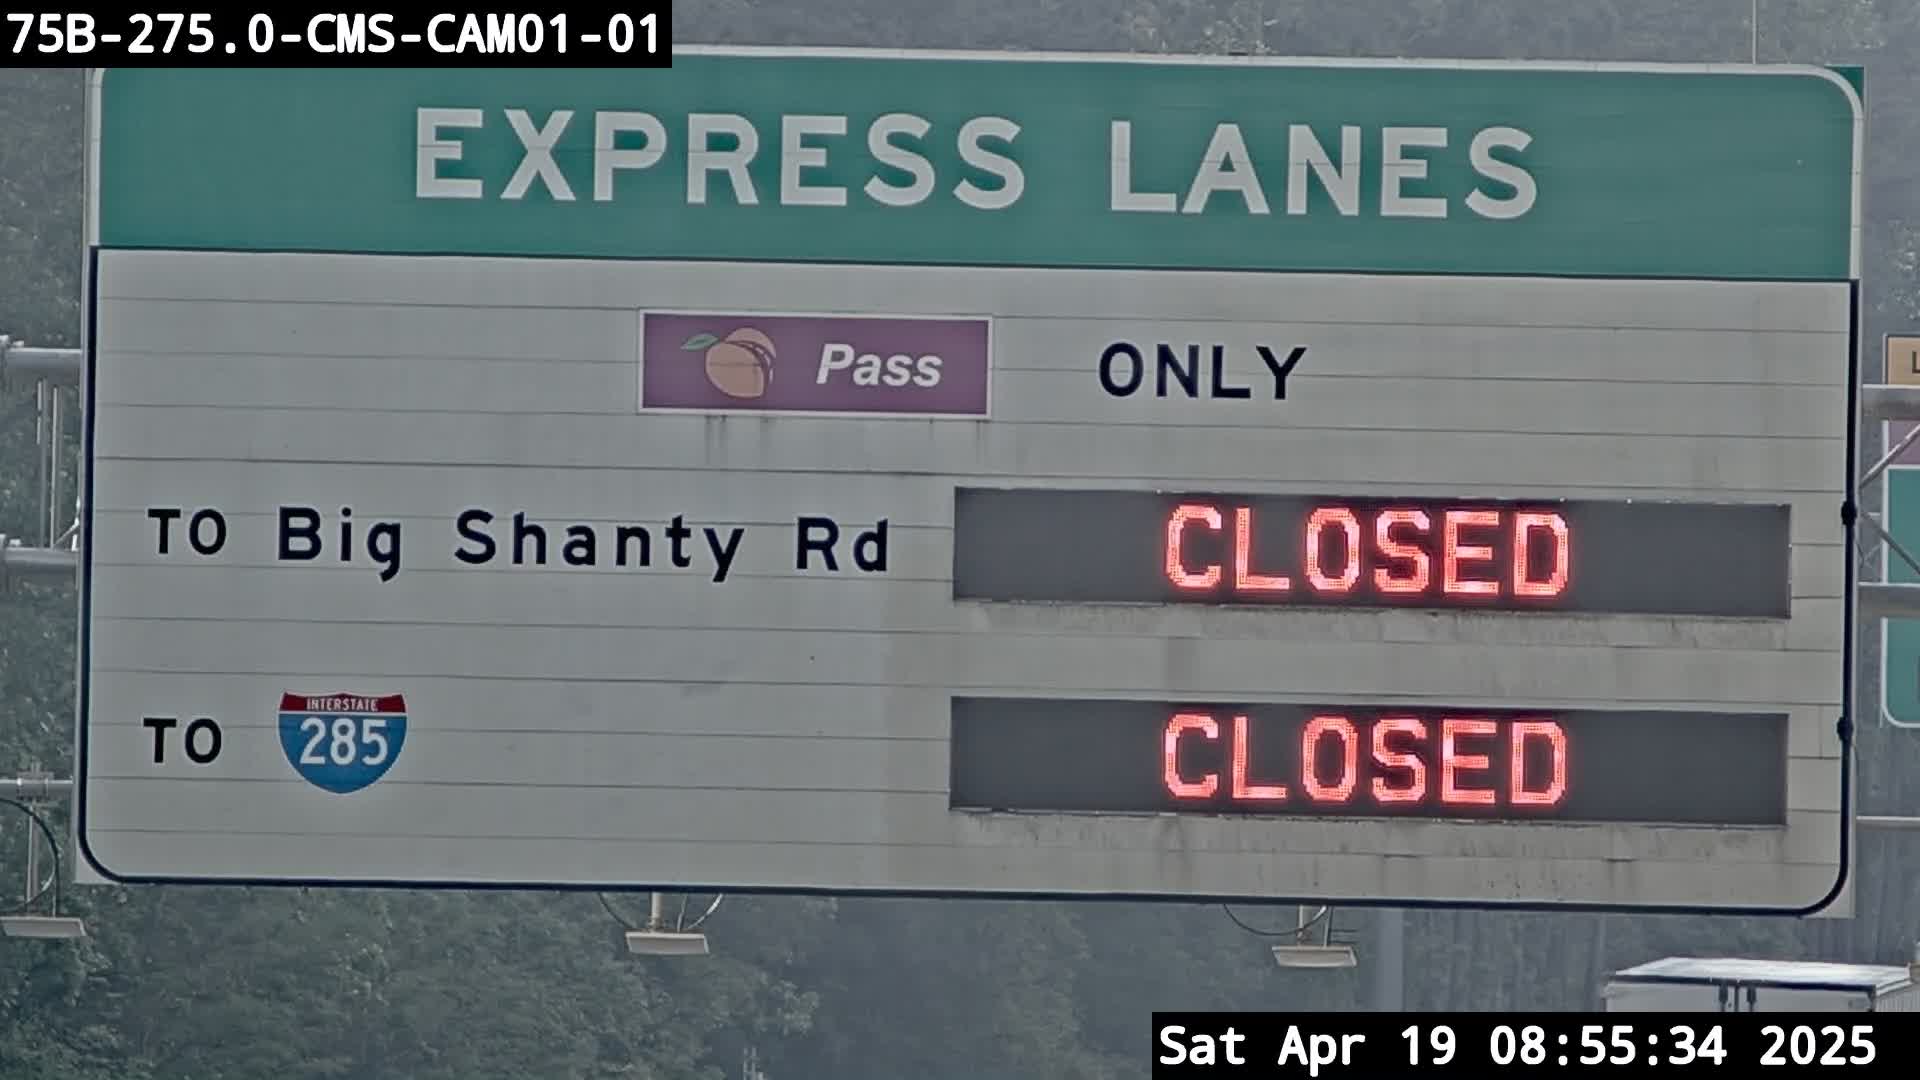 75B-275.0-CMS-CAM01-01
EXPRESS LANES
Pass ONLY
TO Big Shanty Rd CLOSED
INTERSTATE
TO 285 CLOSED
Sat Apr 19 08:55:34 2025